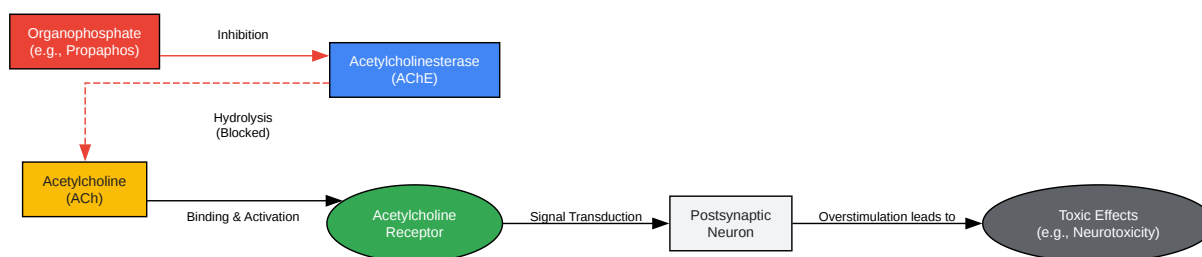 Organophosphate
(e.g., Propaphos)
Inhibition
Acetylcholinesterase
(AChE)
Hydrolysis
(Blocked)
Acetylcholine
(ACh)
Binding & Activation
Acetylcholine
Receptor
Signal Transduction
Postsynaptic
Neuron
Overstimulation leads to
Toxic Effects
(e.g., Neurotoxicity)